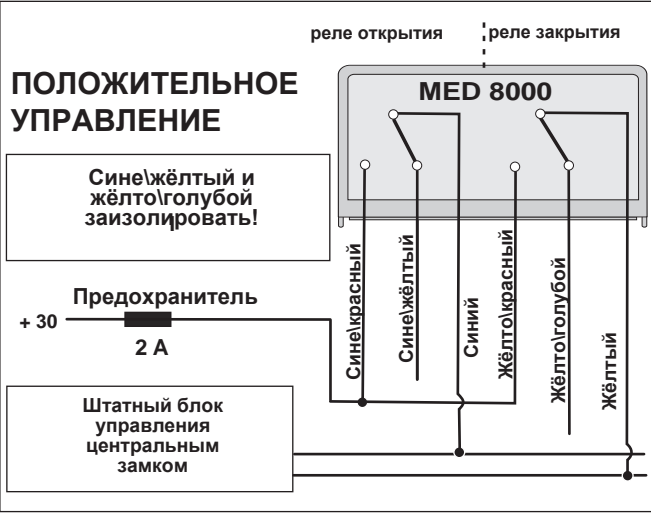 реле открытия
реле закрытия
ПОЛОЖИТЕЛЬНОЕ
УПРАВЛЕНИЕ
MED 8000
Сине\жёлтый и
жёлто\голубой
заизолировать!
Предохранитель
+ 30
2 А
Сине\красный
Сине\жёлтый
Синий
Жёлто\красный
Жёлто\голубой
Жёлтый
Штатный блок
управления
центральным
замком